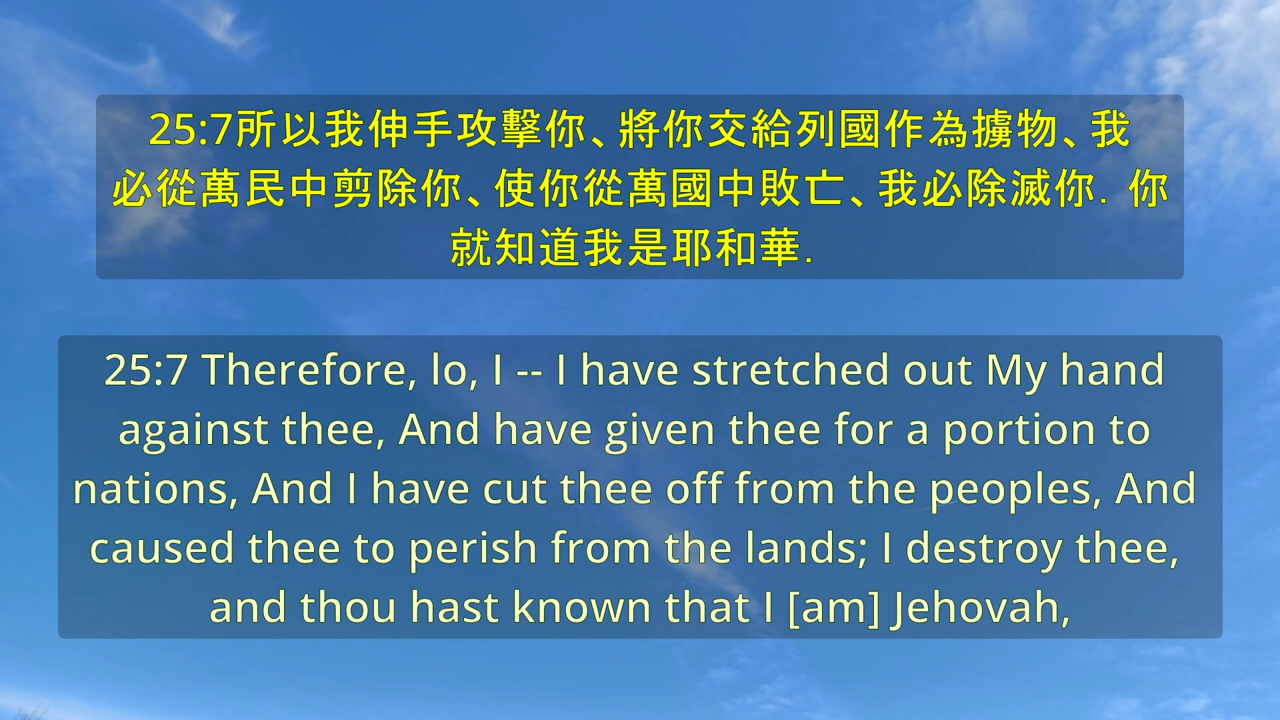 25:7所以我伸手攻擊你、將你交給列國作為擄物、我
必從萬民中剪除你、使你從萬國中敗亡、我必除滅你. 你
就知道我是耶和華.
25:7 Therefore, lo, I -- I have stretched out My hand
against thee, And have given thee for a portion to
nations, And I have cut thee off from the peoples, And
caused thee to perish from the lands; I destroy thee,
and thou hast known that I [am] Jehovah,